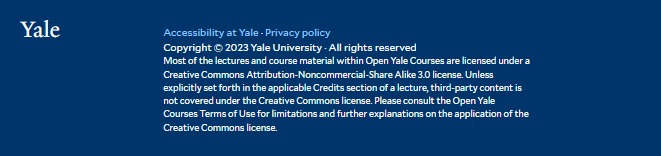 Yale
Accessibility at Yale · Privacy policy
Copyright © 2023 Yale University · All rights reserved
Most of the lectures and course material within Open Yale Courses are licensed under a
Creative Commons Attribution-Noncommercial-Share Alike 3.0 license. Unless
explicitly set forth in the applicable Credits section of a lecture, third-party content is
not covered under the Creative Commons license. Please consult the Open Yale
Courses Terms of Use for limitations and further explanations on the application of the
Creative Commons license.